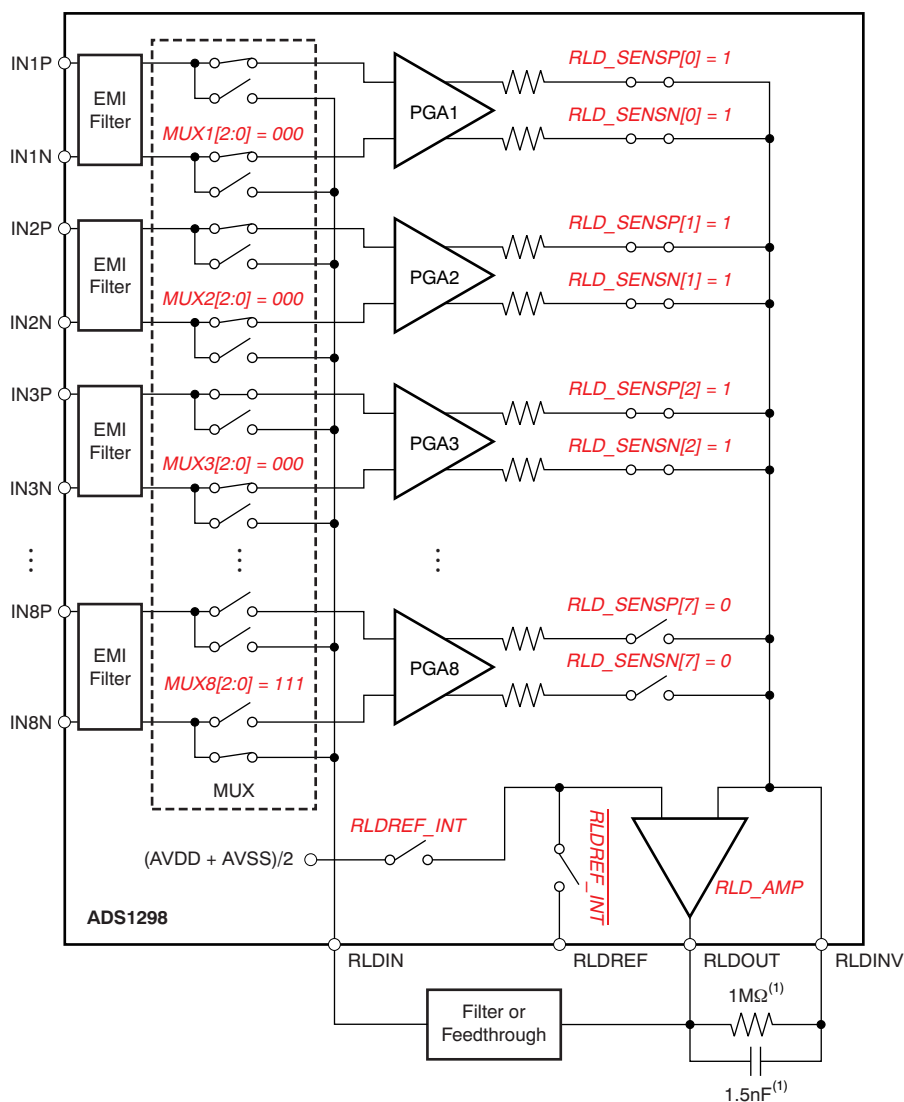 IN1P
EMI
Filter
RLD_SENSP[0] = 1
PGA1
MUX1[2:0] = 000
RLD_SENSN[0] = 1
IN1N
IN2P
EMI
Filter
RLD_SENSP[1] = 1
PGA2
MUX2[2:0] = 000
RLD_SENSN[1] = 1
IN2N
IN3P
EMI
Filter
RLD_SENSP[2] = 1
PGA3
MUX3[2:0] = 000
RLD_SENSN[2] = 1
IN3N
IN8P
EMI
Filter
RLD_SENSP[7] = 0
PGA8
MUX8[2:0] = 111
RLD_SENSN[7] = 0
IN8N
MUX
RLDREF_INT
(AVDD + AVSS)/2
RLDREF_INT
RLD_AMP
ADS1298
RLDIN
RLDREF
RLDOUT
RLDINV
Filter or
Feedthrough
1MΩ(1)
1.5nF(1)